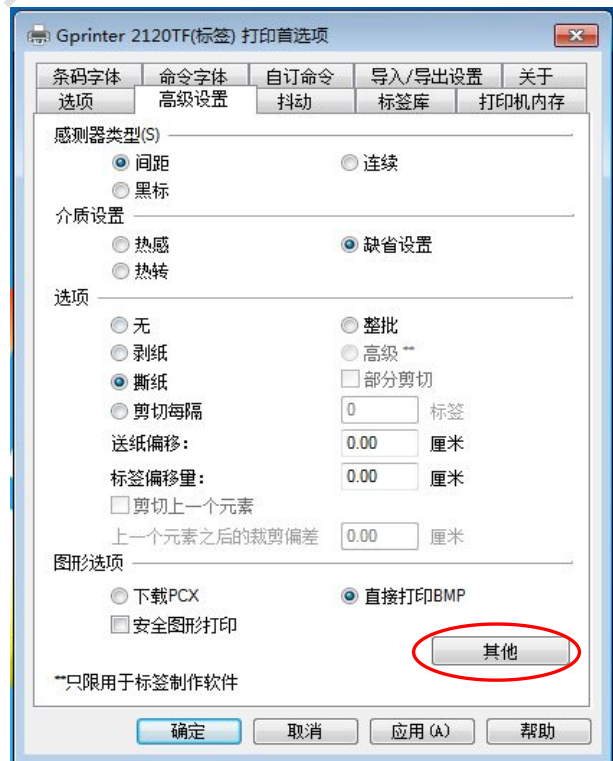 Gprinter 2120TF(标签) 打印首选项
条码字体 命令字体 自订命令 导入/导出设置 关于
选项 高级设置 抖动 标签库 打印机内存
感测器类型(S)
间距 连续
黑标
介质设置
热感 缺省设置
热转
选项
无 整批
剥纸 高级 **
撕纸 部分剪切
剪切每隔 0 标签
送纸偏移: 0.00 厘米
标签偏移量: 0.00 厘米
剪切上一个元素
上一个元素之后的裁剪偏差 0.00 厘米
图形选项
下载PCX 直接打印BMP
安全图形打印
其他
**只限用于标签制作软件
确定 取消 应用(A) 帮助